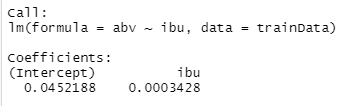 Call:
lm(formula = abv ~ ibu, data = trainData)
Coefficients:
(Intercept) ibu
0.0452188 0.0003428